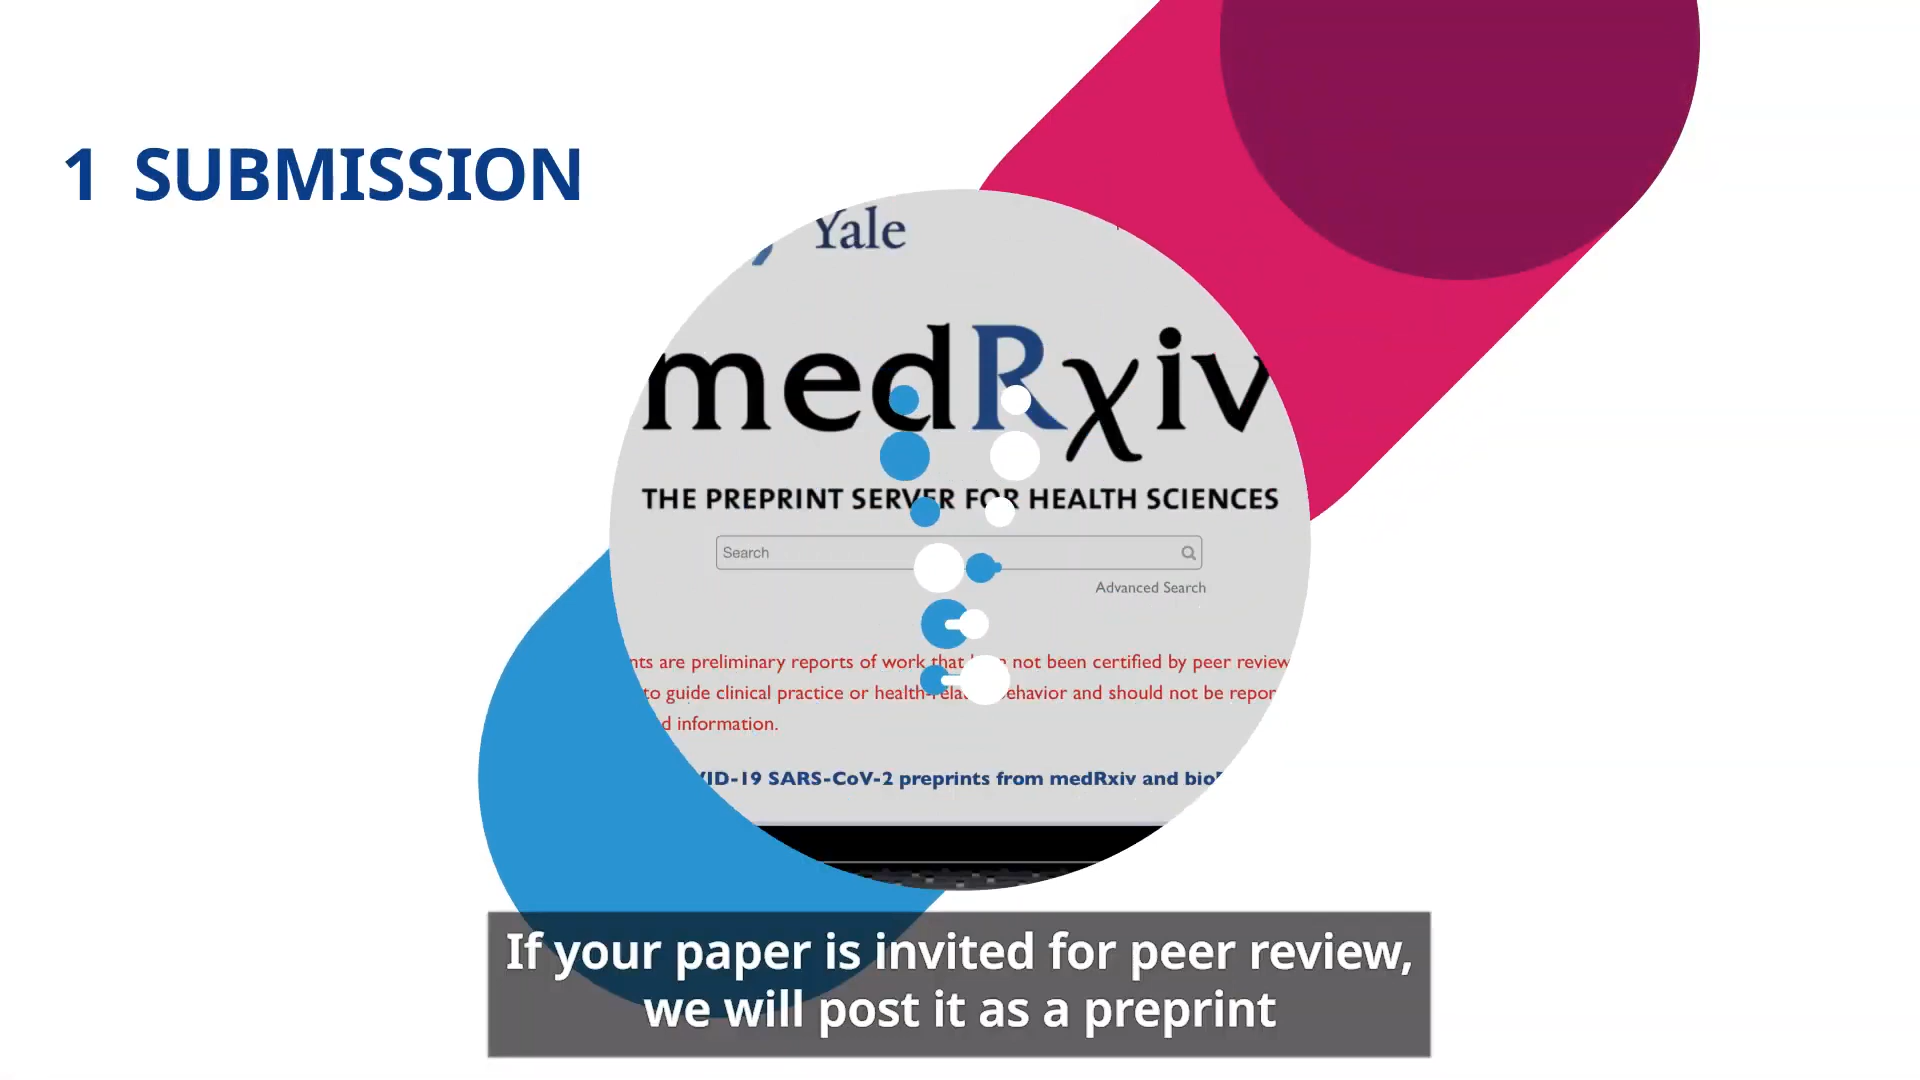 1 SUBMISSION
Yale
medRxiv
THE PREPRINT SERVER FOR HEALTH SCIENCES
Search
Advanced Search
are preliminary reports of work that not been certified by peer review
to guide clinical practice or behavior and should not be
information.
SARS-CoV-2 preprints from medRxiv and
If your paper is invited for peer review,
we will post it as a preprint